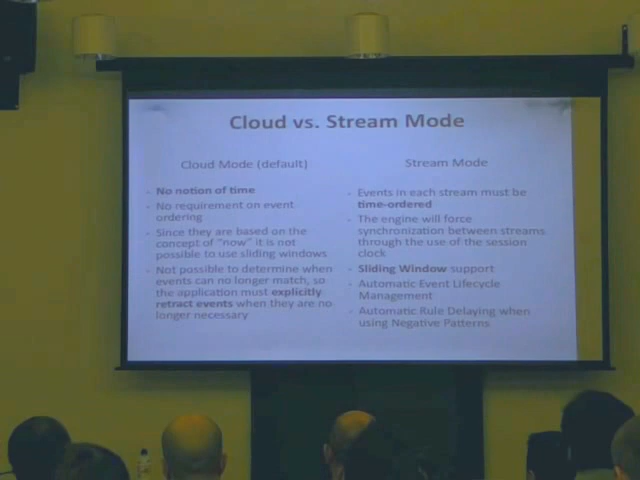 Cloud vs. Stream Mode
Cloud Mode (default)
No notion of time
No requirement on event
ordering
Since they are based on the
concept of "now" it is not
possible to use sliding windows
Not possible to determine when
events can no longer match, so
the application must explicitly
retract events when they are no
longer necessary
Stream Mode
Events in each stream must be
time-ordered
The engine will force
synchronization between streams
through the use of the session
clock
Sliding Window support
Automatic Event Lifecycle
Management
Automatic Rule Delaying when
using Negative Patterns